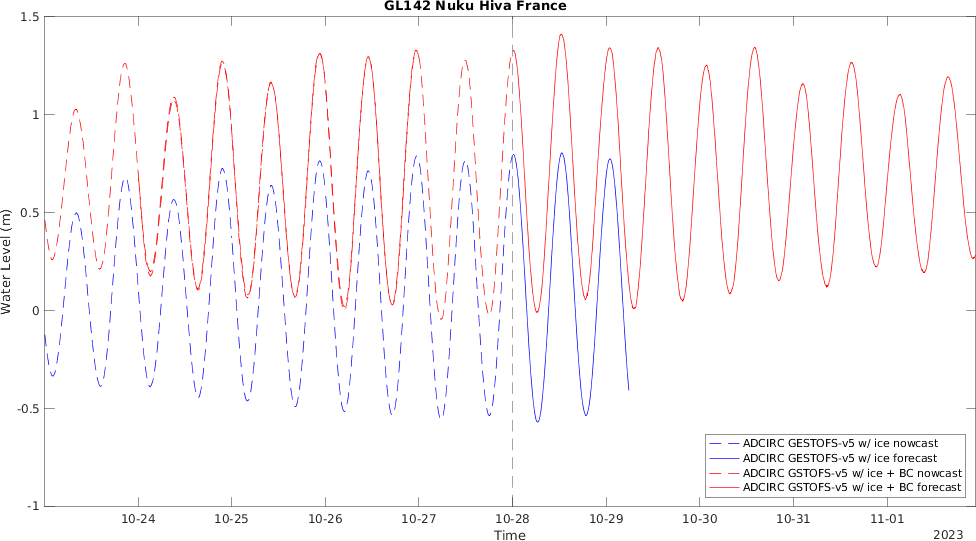 GL142 Nuku Hiva France
1.5
1
0.5
0
-0.5
-1
Water Level (m)
10-24
10-25
10-26
10-27
10-28
10-29
10-30
10-31
11-01
Time
2023
ADCIRC GESTOFS-v5 w/ ice nowcast
ADCIRC GESTOFS-v5 w/ ice forecast
ADCIRC GSTOFS-v5 w/ ice + BC nowcast
ADCIRC GSTOFS-v5 w/ ice + BC forecast